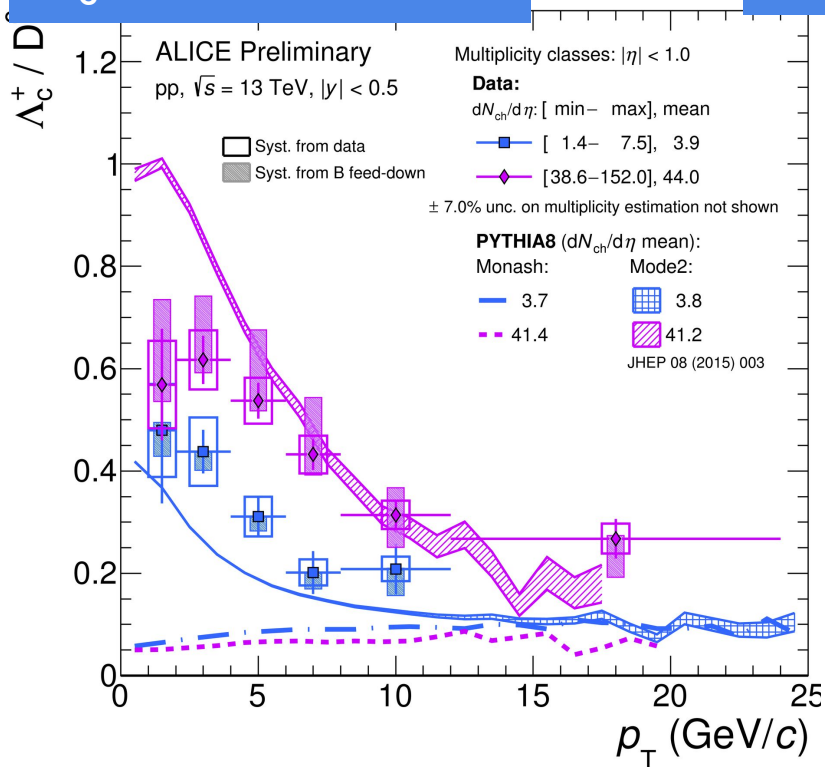 Λc+ / D
ALICE Preliminary
pp, √s = 13 TeV, |y| < 0.5
Syst. from data
Syst. from B feed-down
Multiplicity classes: |η| < 1.0
Data:
dNch/dη: [ min− max], mean
[ 1.4− 7.5], 3.9
[38.6−152.0], 44.0
± 7.0% unc. on multiplicity estimation not shown
PYTHIA8 (dNch/dη mean):
Monash: Mode2:
3.7 3.8
41.4 41.2
JHEP 08 (2015) 003
1.2
1
0.8
0.6
0.4
0.2
0
0 5 10 15 20 25
pT (GeV/c)